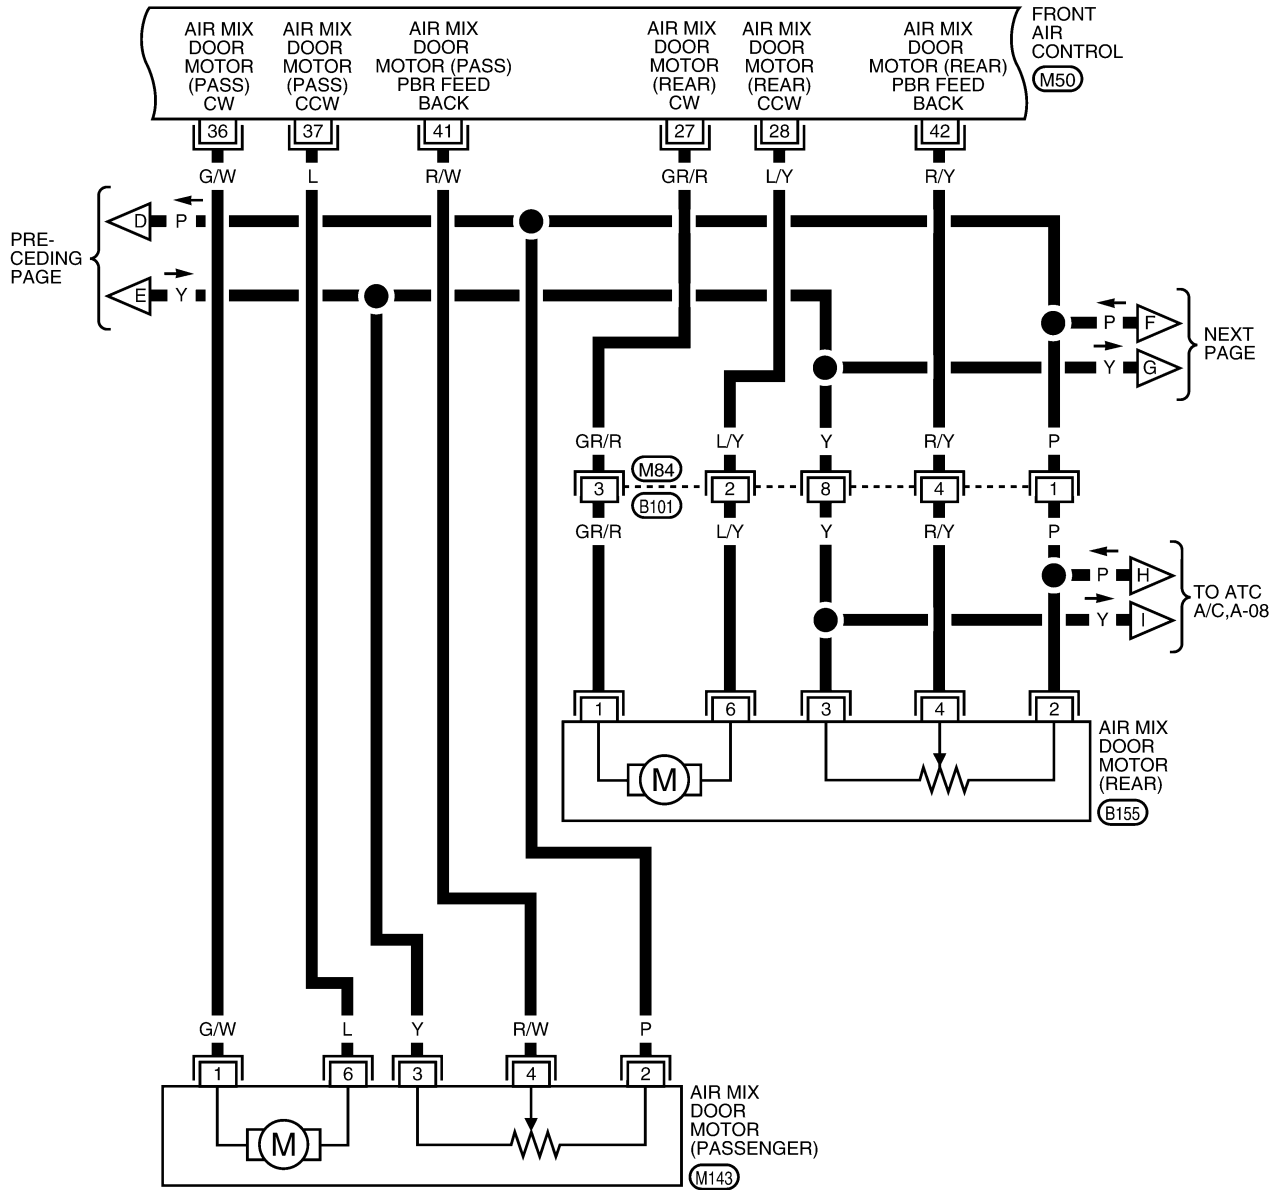 FRONT
AIR
CONTROL
M50
AIR MIX
DOOR
MOTOR
(PASS)
CW
AIR MIX
DOOR
MOTOR
(PASS)
CCW
AIR MIX
DOOR
MOTOR (PASS)
PBR FEED
BACK
AIR MIX
DOOR
MOTOR
(REAR)
CW
AIR MIX
DOOR
MOTOR
(REAR)
CCW
AIR MIX
DOOR
MOTOR (REAR)
PBR FEED
BACK
36 37 41 27 28 42
G/W L R/W GR/R L/Y R/Y
PRE-
CEDING
PAGE
D P
E Y
P F
Y G
NEXT
PAGE
GR/R L/Y Y R/Y P
M84
3 2 8 4 1
B101
GR/R L/Y Y R/Y P
P H
Y I
TO ATC
A/C,A-08
1 6 3 4 2
M
AIR MIX
DOOR
MOTOR
(REAR)
B155
G/W L Y R/W P
1 6 3 4 2
M
AIR MIX
DOOR
MOTOR
(PASSENGER)
M143